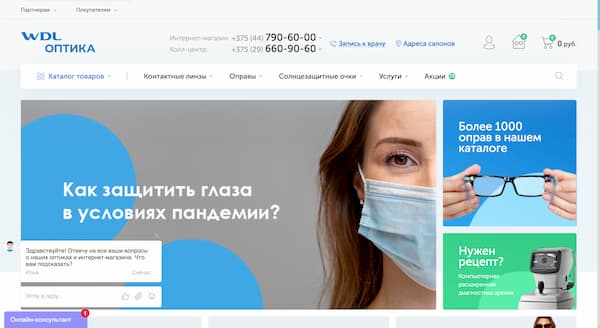 Партнерам
Покупателям
WDL
ОПТИКА
Интернет-магазин +375 (44) 790-60-00
Колл-центр +375 (29) 660-90-60
Запись к врачу
Адреса салонов
0
0
0 руб.
Каталог товаров
Контактные линзы
Оправы
Солнцезащитные очки
Услуги
Акции
Как защитить глаза
в условиях пандемии?
Более 1000
оправ в нашем
каталоге
Нужен
рецепт?
Компьютерная
расширенная
диагностика зрения
Здравствуйте! Отвечу на все ваши вопросы
о наших оптиках и интернет-магазине. Что
вам подсказать?
Илья Сейчас
Write a reply..
Онлайн-консультант
1